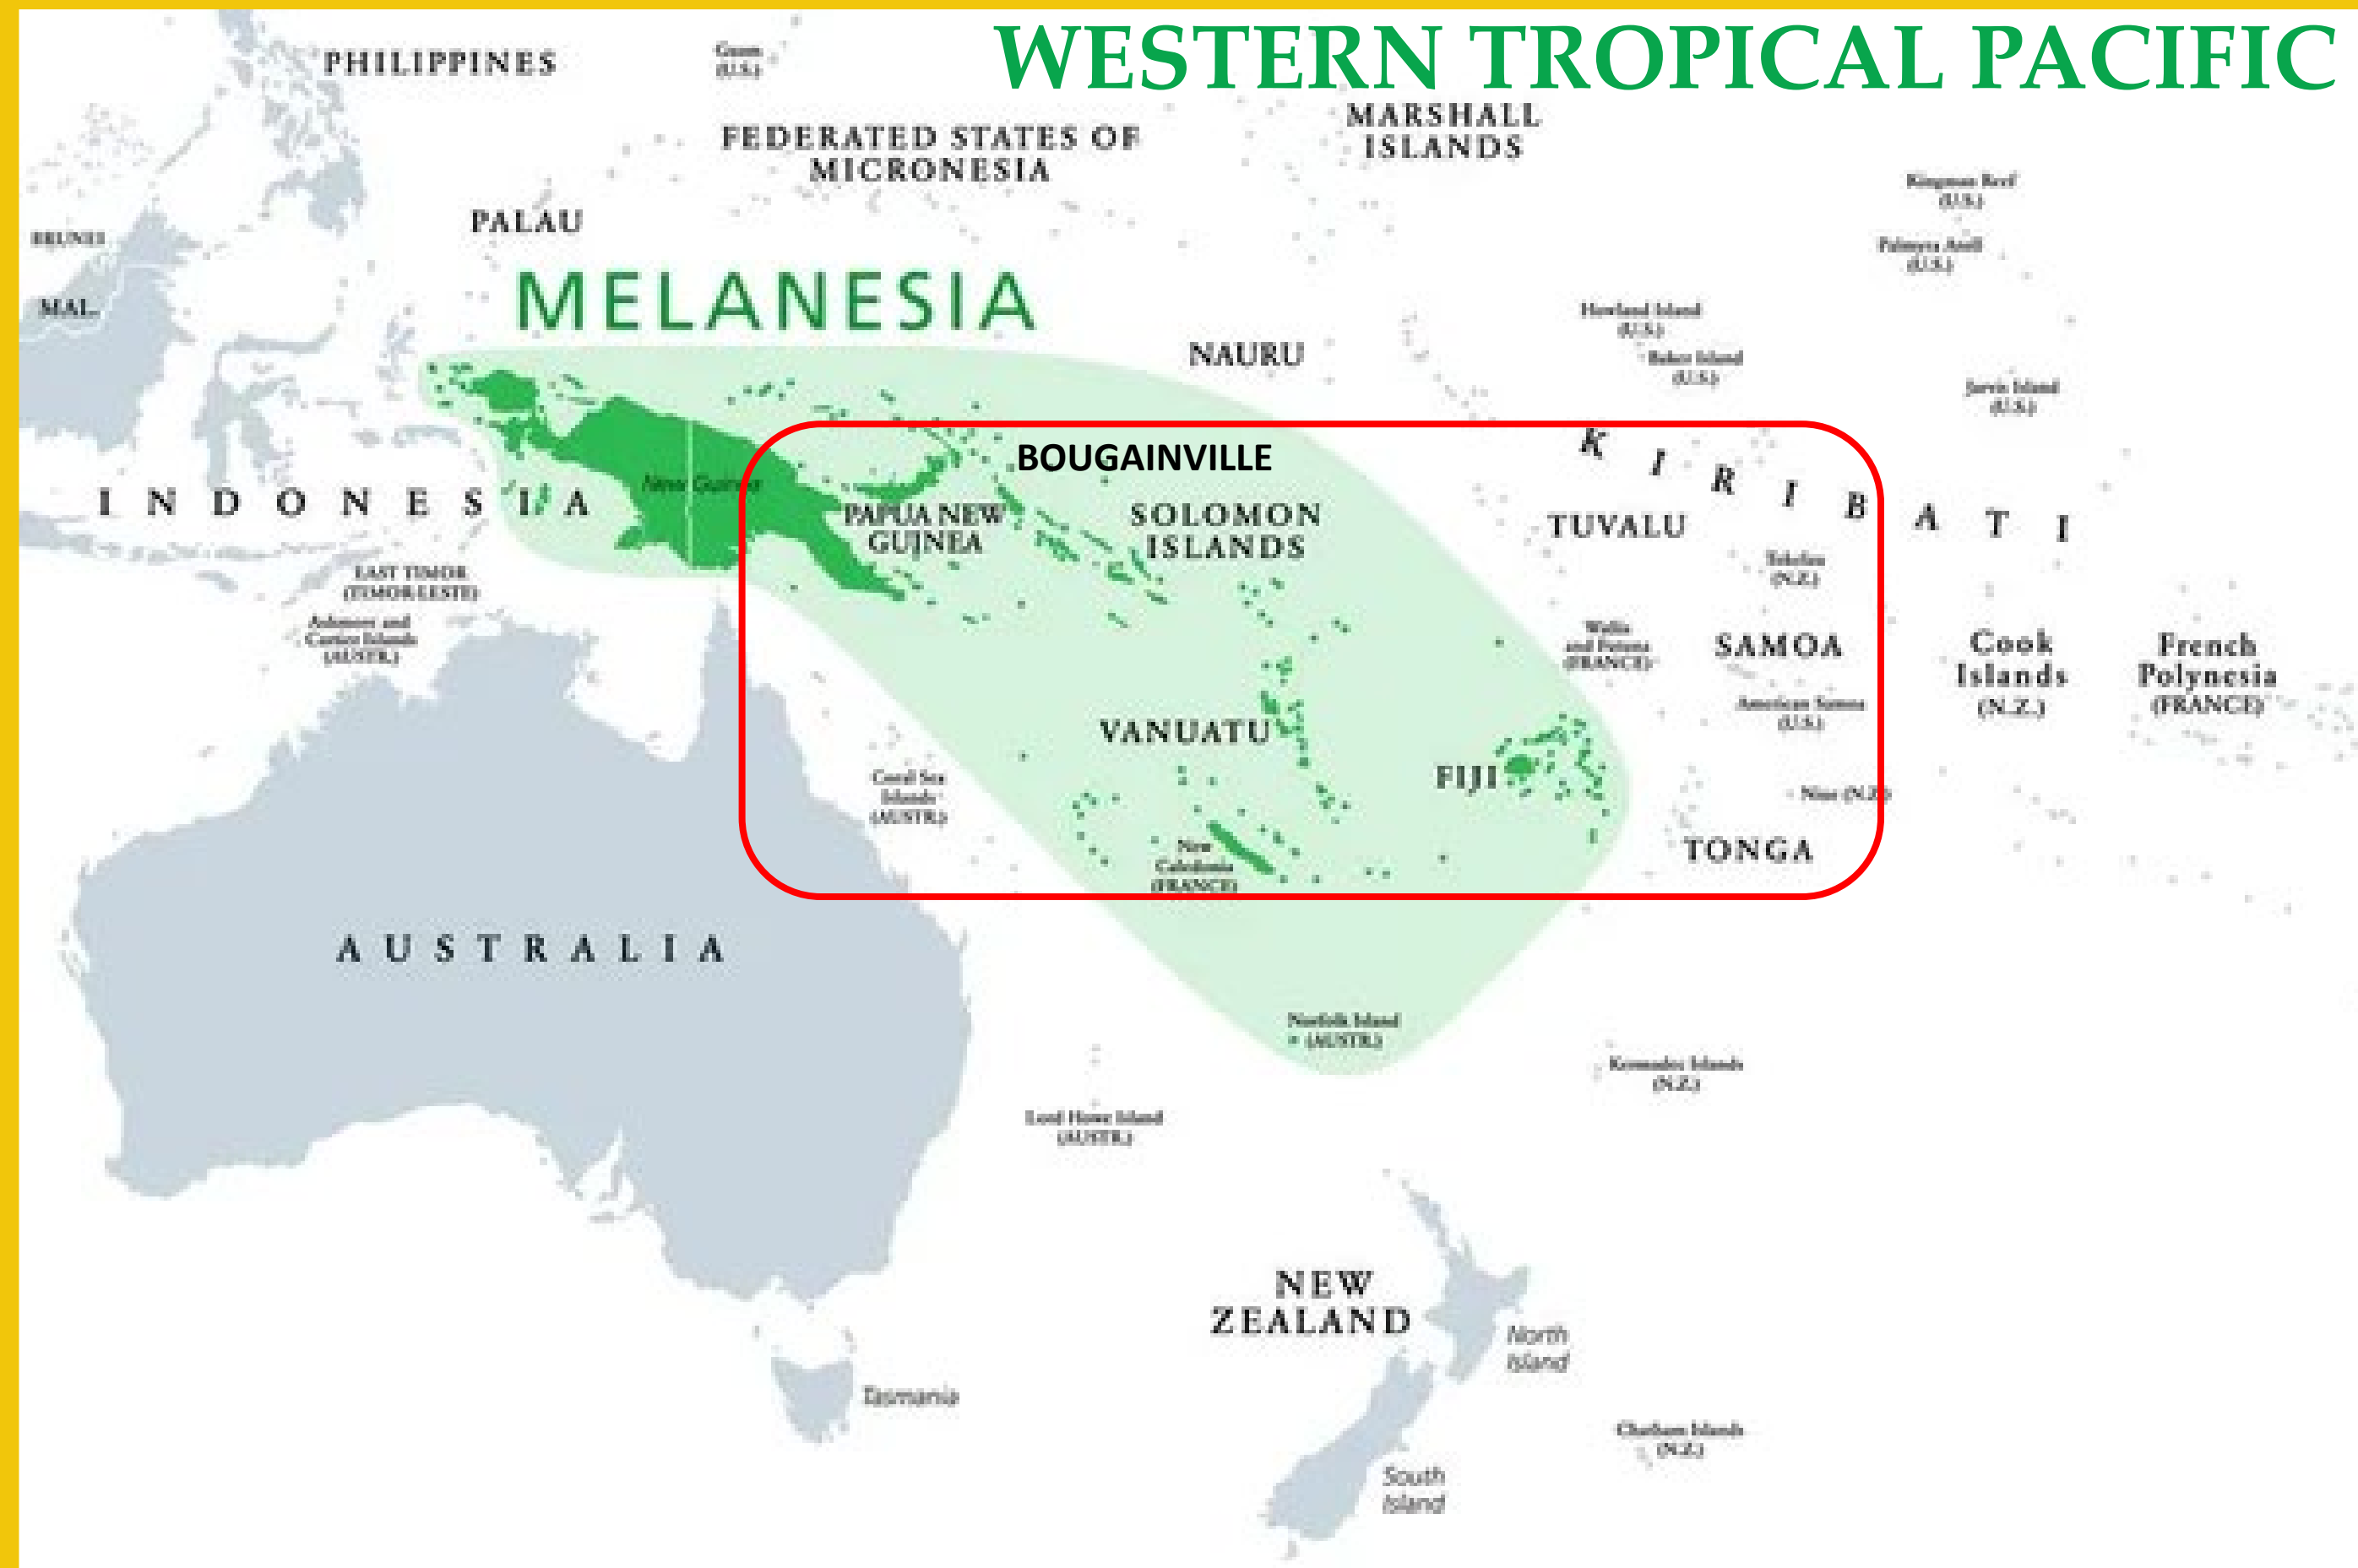 WESTERN TROPICAL PACIFIC
PHILIPPINES
Guam
(U.S.)
MARSHALL
ISLANDS
FEDERATED STATES OF
MICRONESIA
Kingman Reef
(U.S.)
PALAU
BRUNEI
Palmyra Atoll
(U.S.)
MAL.
MELANESIA
Howland Island
(U.S.)
NAURU
Baker Island
(U.S.)
Jarvis Island
(U.S.)
BOUGAINVILLE
K I R I B A T I
New Guinea
INDONESIA
PAPUA NEW
GUINEA
SOLOMON
ISLANDS
TUVALU
Tokelau
(N.Z.)
EAST TIMOR
(TIMOR-LESTE)
Ashmore and
Cartier Islands
(AUSTR.)
Wallis
and Futuna
(FRANCE)
SAMOA
Cook
Islands
(N.Z.)
French
Polynesia
(FRANCE)
American Samoa
(U.S.)
VANUATU
FIJI
Coral Sea
Islands
(AUSTR.)
Niue (N.Z.)
New
Caledonia
(FRANCE)
TONGA
AUSTRALIA
Norfolk Island
(AUSTR.)
Kermadec Islands
(N.Z.)
Lord Howe Island
(AUSTR.)
NEW
ZEALAND
North
Island
Tasmania
Chatham Islands
(N.Z.)
South
Island